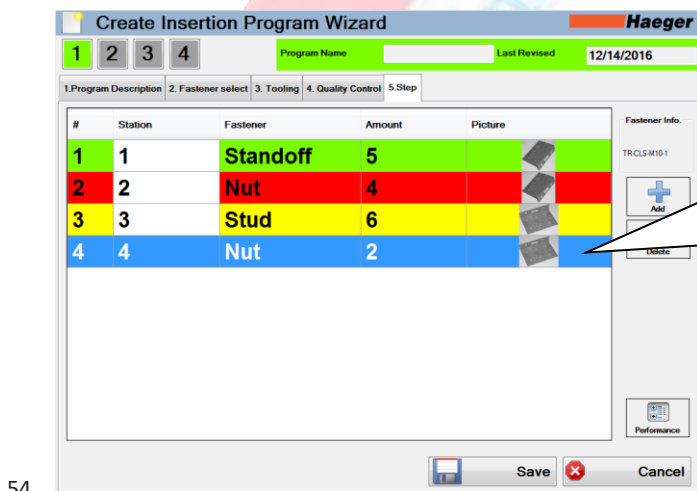 Create Insertion Program Wizard
Haeger
1 2 3 4
Program Name
Last Revised
12/14/2016
1.Program Description 2. Fastener select 3. Tooling 4. Quality Control 5.Step
# Station Fastener Amount Picture
Fastener Info.
1 1 Standoff 5
TR-CLS-M10-1
2 2 Nut 4
Add
3 3 Stud 6
4 4 Nut 2
Delete
Performance
Save Cancel
54